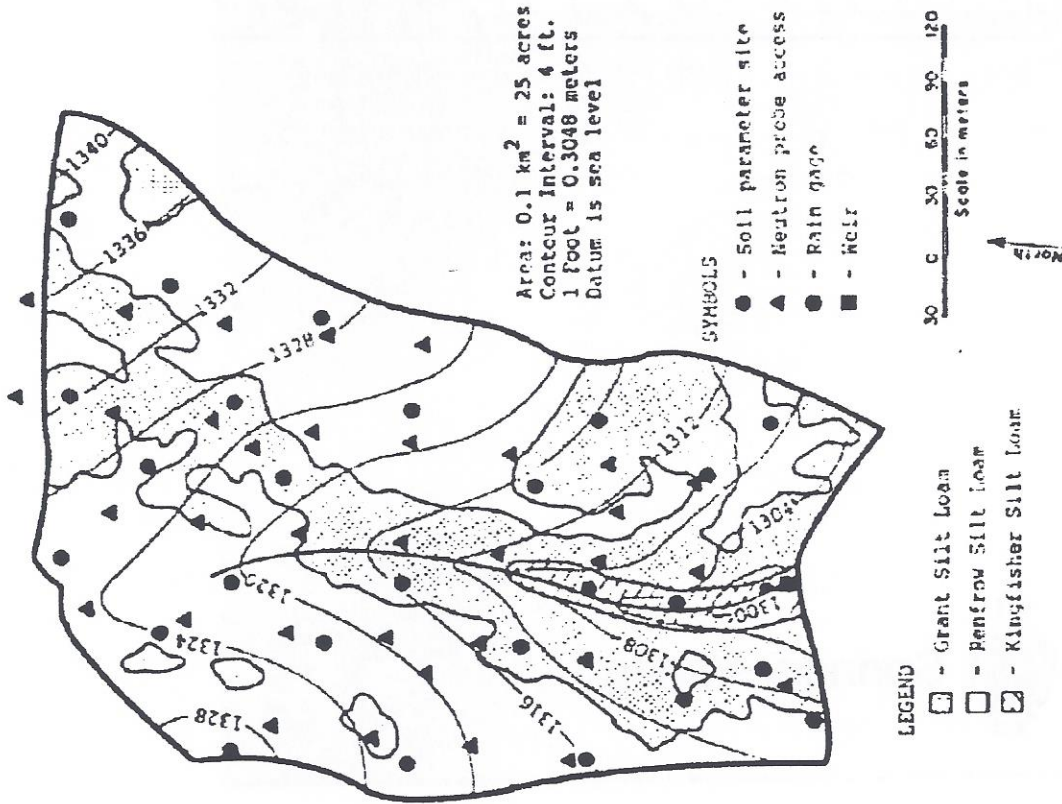 1340
1336
1332
1328
1324
1320
1328
1316
1312
1308
1304
1300
Area: 0.1 km² = 25 acres
Contour Interval: 4 ft.
1 Foot = 0.3048 meters
Datum is sea level
SYMBOLS
● - Soil parameter site
▲ - Neutron probe access
● - Rain gage
■ - Weir
30 0 30 60 90 120
Scale in meters
North
LEGEND
- Grant Silt Loam
- Renfrow Silt Loam
- Kingfisher Silt Loam